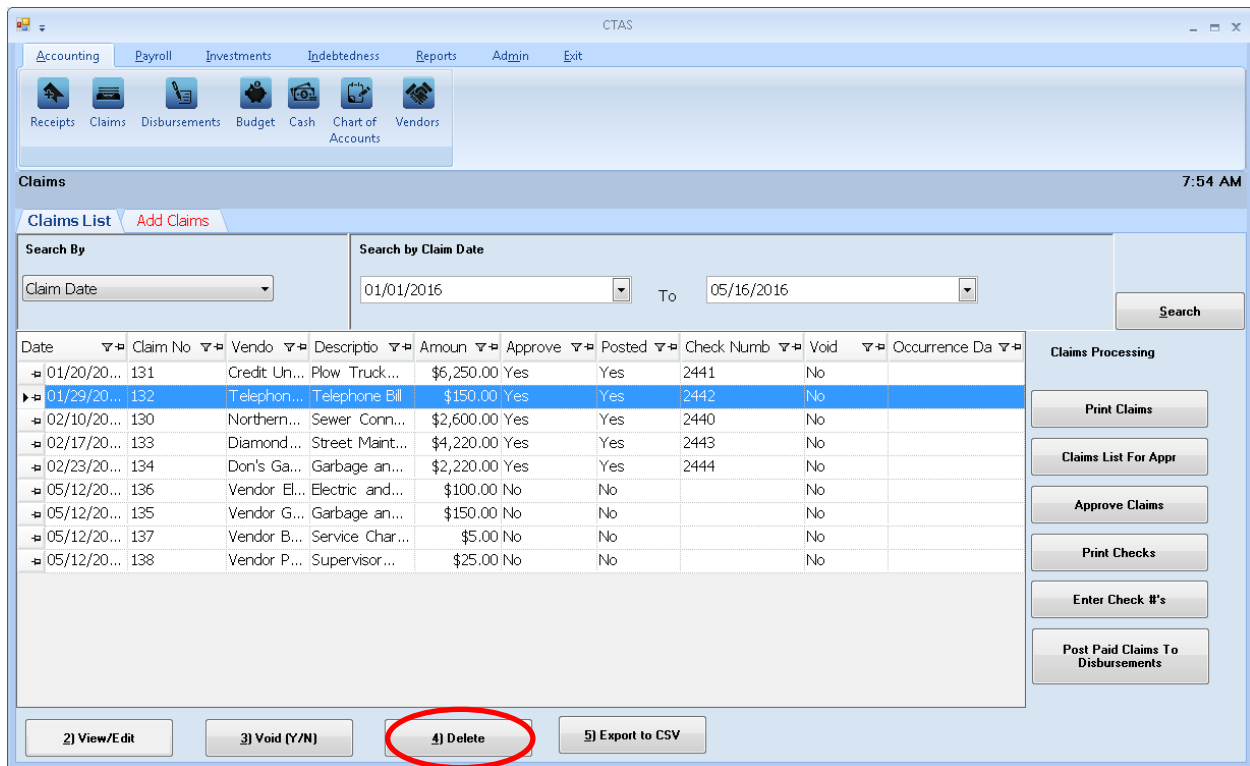 CTAS
Accounting Payroll Investments Indebtedness Reports Admin Exit
Receipts Claims Disbursements Budget Cash Chart of Accounts Vendors
Claims 7:54 AM
Claims List Add Claims
Search By Search by Claim Date
Claim Date 01/01/2016 To 05/16/2016
Search
Date Claim No Vendo Descriptio Amoun Approve Posted Check Numb Void Occurrence Da
01/20/20... 131 Credit Un... Plow Truck... $6,250.00 Yes Yes 2441 No
01/29/20... 132 Telephon... Telephone Bill $150.00 Yes Yes 2442 No
02/10/20... 130 Northern... Sewer Conn... $2,600.00 Yes Yes 2440 No
02/17/20... 133 Diamond... Street Maint... $4,220.00 Yes Yes 2443 No
02/23/20... 134 Don's Ga... Garbage an... $2,220.00 Yes Yes 2444 No
05/12/20... 136 Vendor El... Electric and... $100.00 No No No
05/12/20... 135 Vendor G... Garbage an... $150.00 No No No
05/12/20... 137 Vendor B... Service Char... $5.00 No No No
05/12/20... 138 Vendor P... Supervisor... $25.00 No No No
Claims Processing
Print Claims
Claims List For Appr
Approve Claims
Print Checks
Enter Check #'s
Post Paid Claims To
Disbursements
2) View/Edit 3) Void (Y/N) 4) Delete 5) Export to CSV